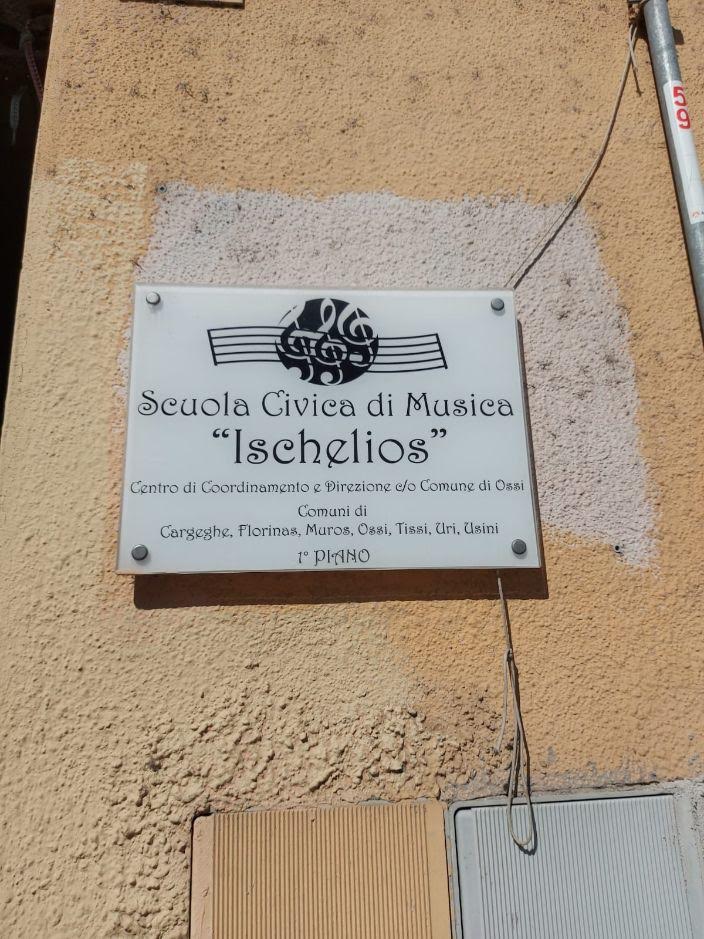 59
Scuola Civica di Musica
“Ischelios”
Centro di Coordinamento e Direzione c/o Comune di Ossi
Comuni di
Cargeghe, Florinas, Muros, Ossi, Tissi, Uri, Usini
1° PIANO